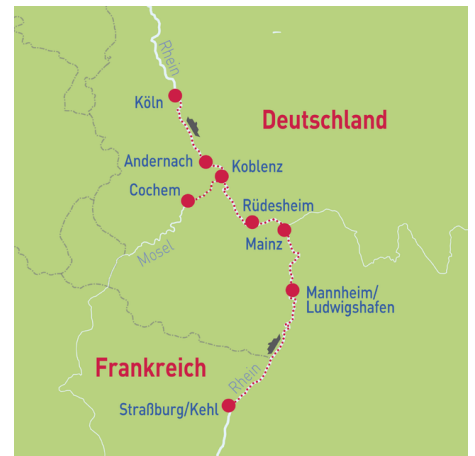 Rhein
Köln
Deutschland
Andernach
Koblenz
Cochem
Rüdesheim
Mainz
Mosel
Mannheim/
Ludwigshafen
Frankreich
Rhein
Straßburg/Kehl